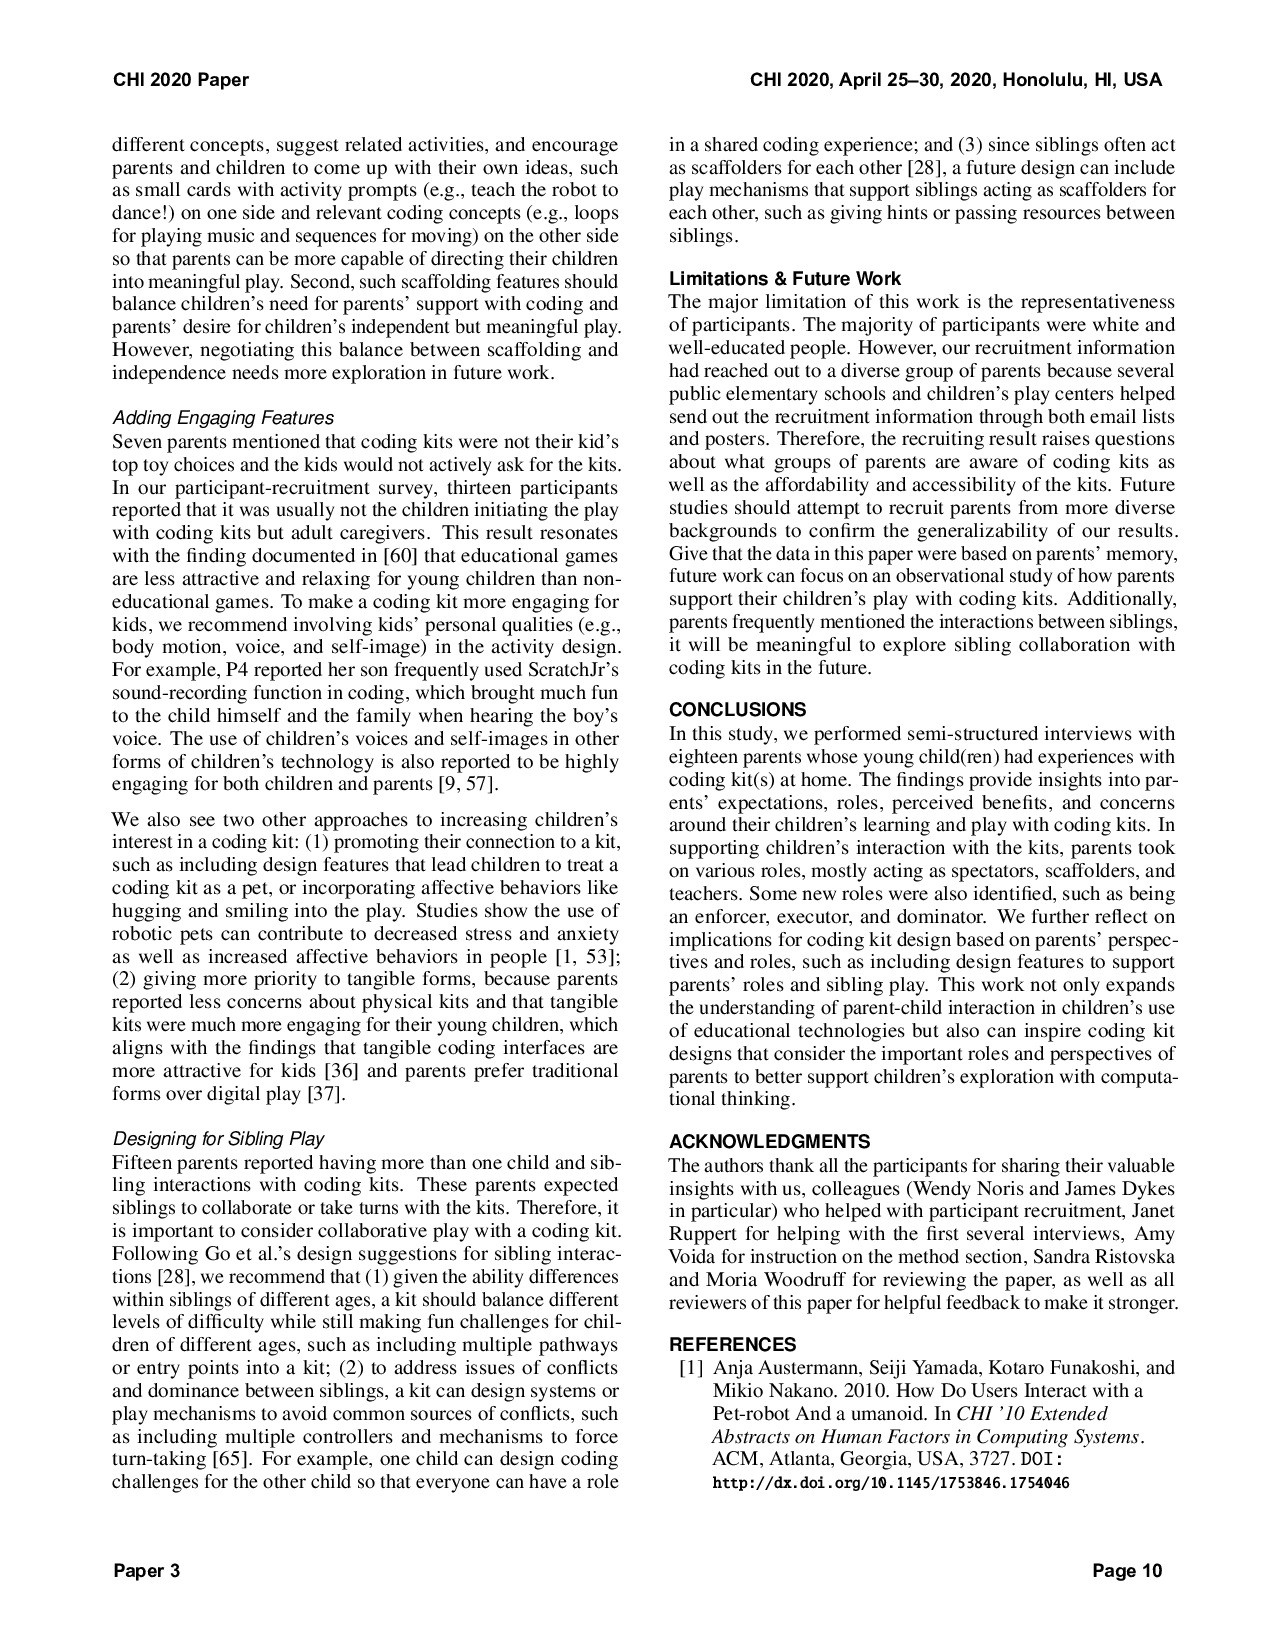 CHI 2020 Paper
CHI 2020, April 25–30, 2020, Honolulu, HI, USA
different concepts, suggest related activities, and encourage
parents and children to come up with their own ideas, such
as small cards with activity prompts (e.g., teach the robot to
dance!) on one side and relevant coding concepts (e.g., loops
for playing music and sequences for moving) on the other side
so that parents can be more capable of directing their children
into meaningful play. Second, such scaffolding features should
balance children's need for parents' support with coding and
parents' desire for children's independent but meaningful play.
However, negotiating this balance between scaffolding and
independence needs more exploration in future work.
Adding Engaging Features
Seven parents mentioned that coding kits were not their kid's
top toy choices and the kids would not actively ask for the kits.
In our participant-recruitment survey, thirteen participants
reported that it was usually not the children initiating the play
with coding kits but adult caregivers. This result resonates
with the finding documented in [60] that educational games
are less attractive and relaxing for young children than non-
educational games. To make a coding kit more engaging for
kids, we recommend involving kids' personal qualities (e.g.,
body motion, voice, and self-image) in the activity design.
For example, P4 reported her son frequently used ScratchJr's
sound-recording function in coding, which brought much fun
to the child himself and the family when hearing the boy's
voice. The use of children's voices and self-images in other
forms of children's technology is also reported to be highly
engaging for both children and parents [9, 57].
We also see two other approaches to increasing children's
interest in a coding kit: (1) promoting their connection to a kit,
such as including design features that lead children to treat a
coding kit as a pet, or incorporating affective behaviors like
hugging and smiling into the play. Studies show the use of
robotic pets can contribute to decreased stress and anxiety
as well as increased affective behaviors in people [1, 53];
(2) giving more priority to tangible forms, because parents
reported less concerns about physical kits and that tangible
kits were much more engaging for their young children, which
aligns with the findings that tangible coding interfaces are
more attractive for kids [36] and parents prefer traditional
forms over digital play [37].
Designing for Sibling Play
Fifteen parents reported having more than one child and sib-
ling interactions with coding kits. These parents expected
siblings to collaborate or take turns with the kits. Therefore, it
is important to consider collaborative play with a coding kit.
Following Go et al.'s design suggestions for sibling interac-
tions [28], we recommend that (1) given the ability differences
within siblings of different ages, a kit should balance different
levels of difficulty while still making fun challenges for chil-
dren of different ages, such as including multiple pathways
or entry points into a kit; (2) to address issues of conflicts
and dominance between siblings, a kit can design systems or
play mechanisms to avoid common sources of conflicts, such
as including multiple controllers and mechanisms to force
turn-taking [65]. For example, one child can design coding
challenges for the other child so that everyone can have a role
in a shared coding experience; and (3) since siblings often act
as scaffolders for each other [28], a future design can include
play mechanisms that support siblings acting as scaffolders for
each other, such as giving hints or passing resources between
siblings.
Limitations & Future Work
The major limitation of this work is the representativeness
of participants. The majority of participants were white and
well-educated people. However, our recruitment information
had reached out to a diverse group of parents because several
public elementary schools and children's play centers helped
send out the recruitment information through both email lists
and posters. Therefore, the recruiting result raises questions
about what groups of parents are aware of coding kits as
well as the affordability and accessibility of the kits. Future
studies should attempt to recruit parents from more diverse
backgrounds to confirm the generalizability of our results.
Give that the data in this paper were based on parents' memory,
future work can focus on an observational study of how parents
support their children's play with coding kits. Additionally,
parents frequently mentioned the interactions between siblings,
it will be meaningful to explore sibling collaboration with
coding kits in the future.
CONCLUSIONS
In this study, we performed semi-structured interviews with
eighteen parents whose young child(ren) had experiences with
coding kit(s) at home. The findings provide insights into par-
ents' expectations, roles, perceived benefits, and concerns
around their children's learning and play with coding kits. In
supporting children's interaction with the kits, parents took
on various roles, mostly acting as spectators, scaffolders, and
teachers. Some new roles were also identified, such as being
an enforcer, executor, and dominator. We further reflect on
implications for coding kit design based on parents' perspec-
tives and roles, such as including design features to support
parents' roles and sibling play. This work not only expands
the understanding of parent-child interaction in children's use
of educational technologies but also can inspire coding kit
designs that consider the important roles and perspectives of
parents to better support children's exploration with computa-
tional thinking.
ACKNOWLEDGMENTS
The authors thank all the participants for sharing their valuable
insights with us, colleagues (Wendy Noris and James Dykes
in particular) who helped with participant recruitment, Janet
Ruppert for helping with the first several interviews, Amy
Voida for instruction on the method section, Sandra Ristovska
and Moria Woodruff for reviewing the paper, as well as all
reviewers of this paper for helpful feedback to make it stronger.
REFERENCES
[1] Anja Austermann, Seiji Yamada, Kotaro Funakoshi, and
Mikio Nakano. 2010. How Do Users Interact with a
Pet-robot And a umanoid. In CHI '10 Extended
Abstracts on Human Factors in Computing Systems.
ACM, Atlanta, Georgia, USA, 3727. DOI:
http://dx.doi.org/10.1145/1753846.1754046
Paper 3
Page 10